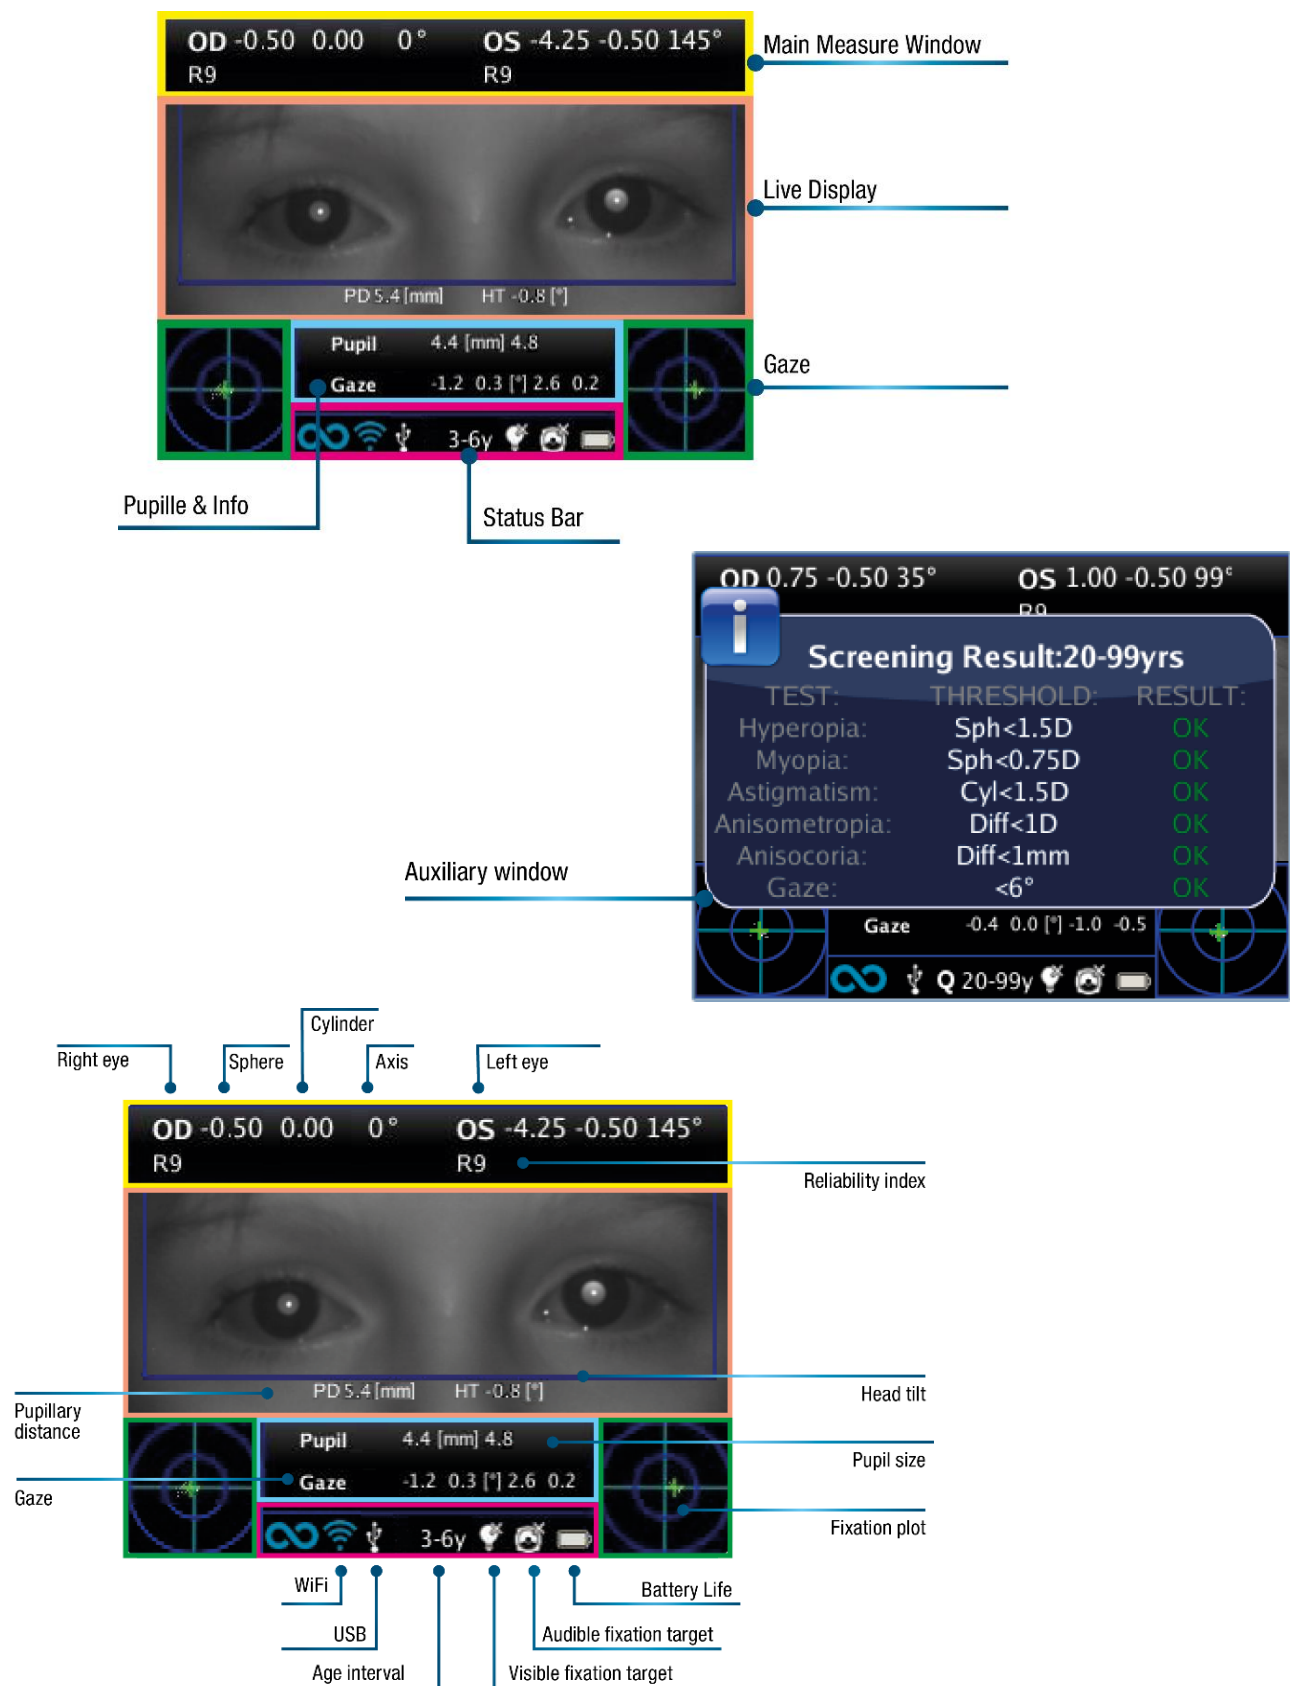 OD -0.50 0.00 0° OS -4.25 -0.50 145°
R9 R9
Main Measure Window
Live Display
PD 5.4 [mm] HT -0.8 [°]
Pupil 4.4 [mm] 4.8
Gaze -1.2 0.3 [°] 2.6 0.2
Gaze
3-6y
Pupille & Info
Status Bar
OD 0.75 -0.50 35° OS 1.00 -0.50 99°
R9
i
Screening Result:20-99yrs
TEST: THRESHOLD: RESULT:
Hyperopia: Sph<1.5D OK
Myopia: Sph<0.75D OK
Astigmatism: Cyl<1.5D OK
Anisometropia: Diff<1D OK
Anisocoria: Diff<1mm OK
Gaze: <6° OK
Auxiliary window
Gaze -0.4 0.0 [°] -1.0 -0.5
Q 20-99y
Cylinder
Right eye Sphere Axis Left eye
OD -0.50 0.00 0° OS -4.25 -0.50 145°
R9 R9
Reliability index
PD 5.4 [mm] HT -0.8 [°]
Head tilt
Pupillary
distance
Pupil 4.4 [mm] 4.8
Pupil size
Gaze -1.2 0.3 [°] 2.6 0.2
Gaze
Fixation plot
3-6y
WiFi
Battery Life
USB
Audible fixation target
Age interval
Visible fixation target